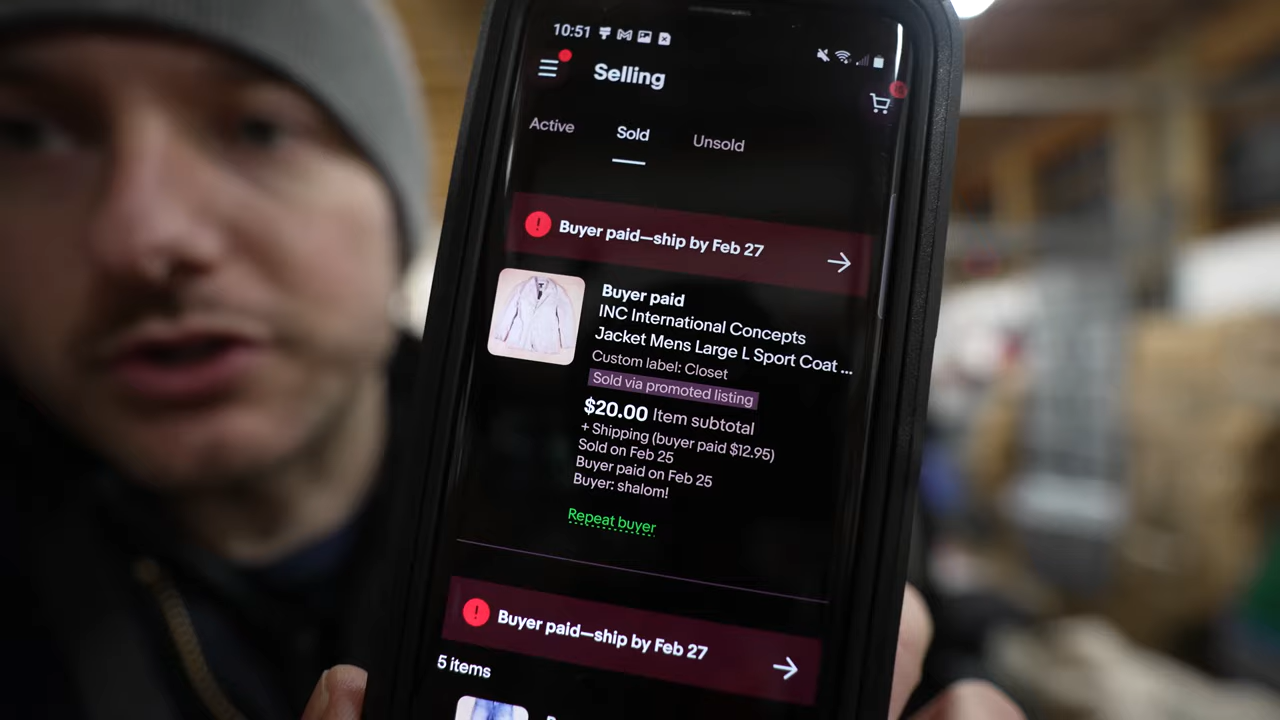 10:51
Selling
Active Sold Unsold
Buyer paid—ship by Feb 27
Buyer paid
INC International Concepts
Jacket Mens Large L Sport Coat ...
Custom label: Closet
Sold via promoted listing
$20.00 Item subtotal
+ Shipping (buyer paid $12.95)
Sold on Feb 25
Buyer paid on Feb 25
Buyer: shalom!
Repeat buyer
Buyer paid—ship by Feb 27
5 items